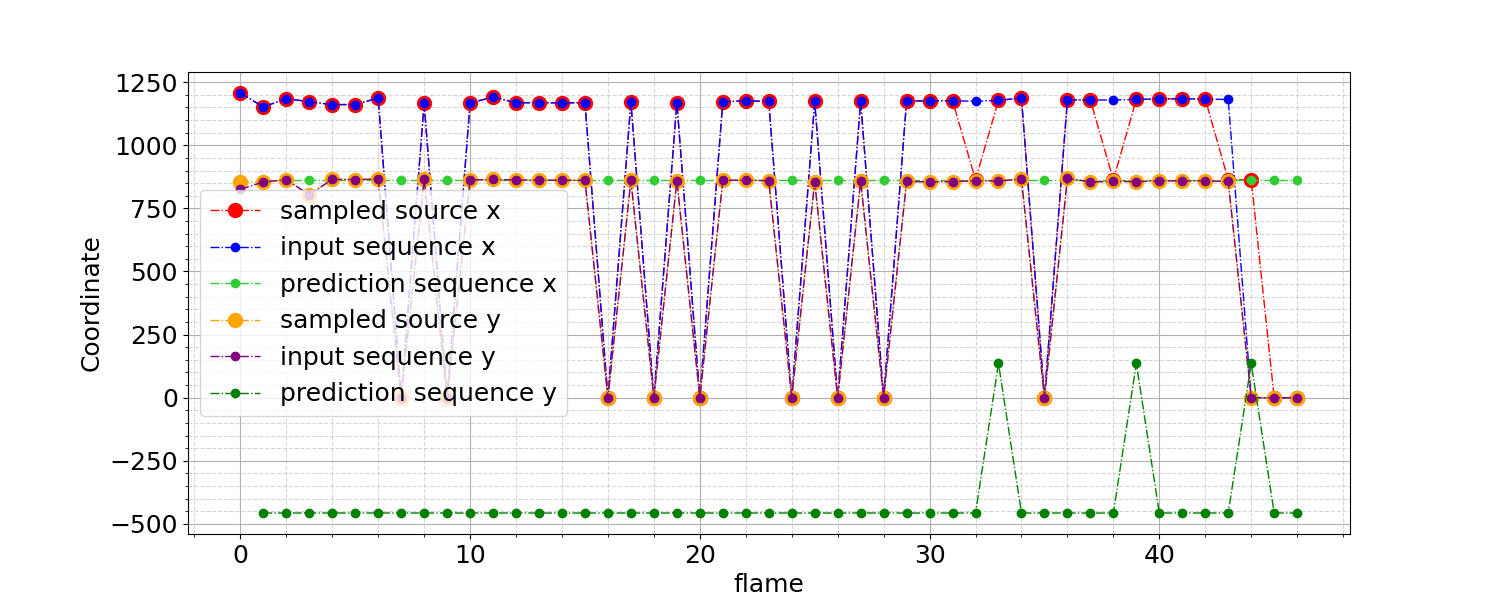 1250
1000
750
500
250
0
−250
−500
Coordinate
sampled source x
input sequence x
prediction sequence x
sampled source y
input sequence y
prediction sequence y
0 10 20 30 40
flame